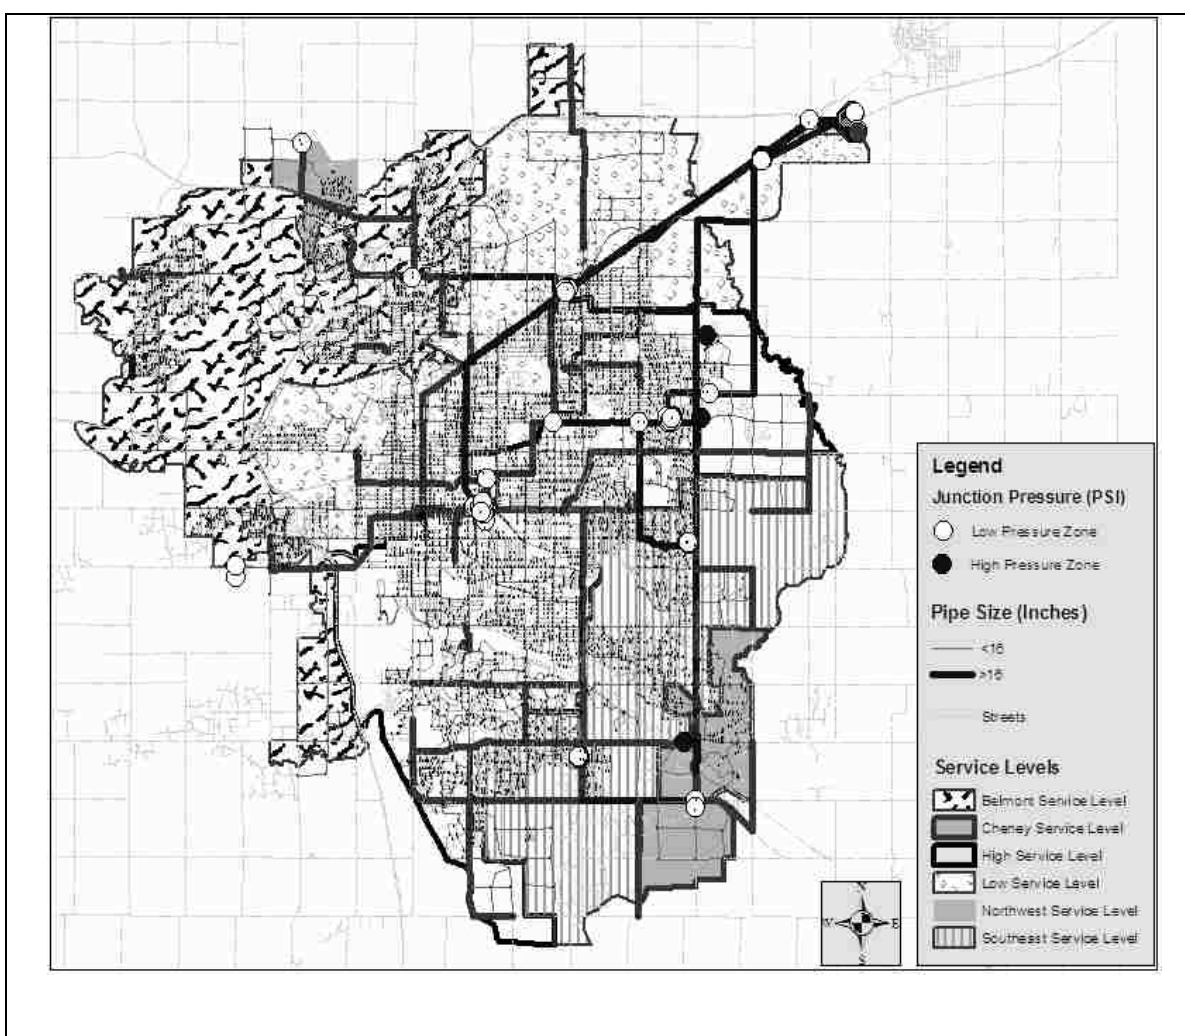 Legend
Junction Pressure (PSI)
Low Pressure Zone
High Pressure Zone
Pipe Size (Inches)
<16
>16
Streets
Service Levels
Belmont Service Level
Cheney Service Level
High Service Level
Low Service Level
Northwest Service Level
Southeast Service Level
N
W E
S